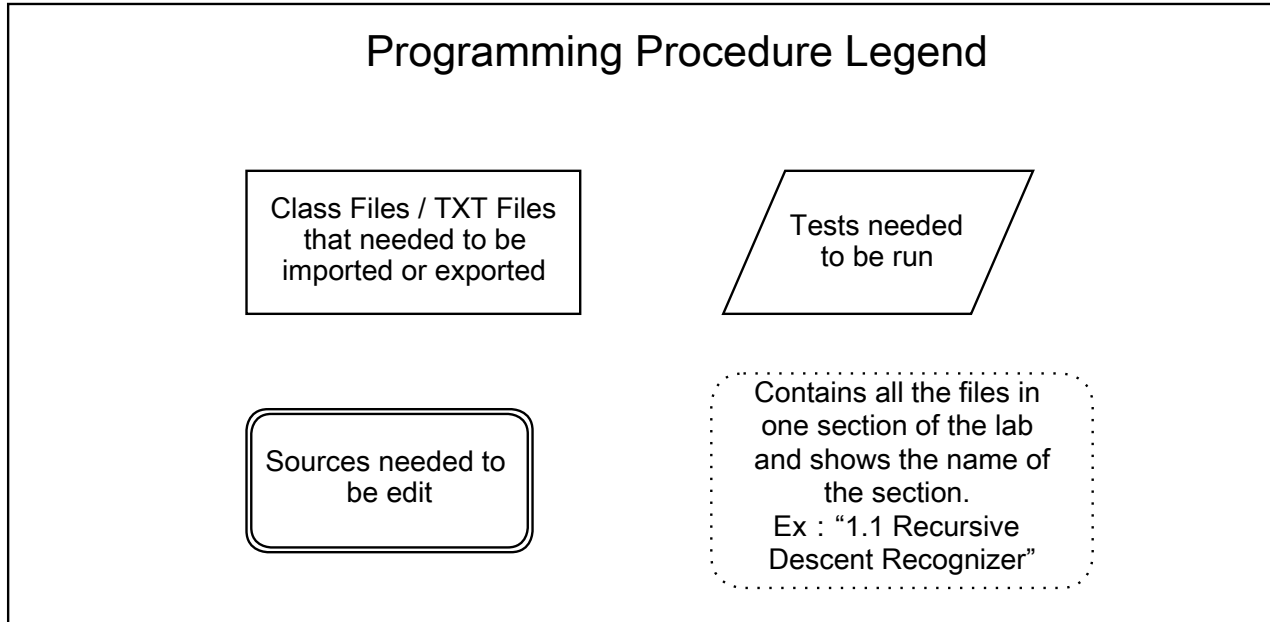 Programming Procedure Legend
Class Files / TXT Files
that needed to be
imported or exported
Tests needed
to be run
Sources needed to
be edit
Contains all the files in
one section of the lab
and shows the name of
the section.
Ex : “1.1 Recursive
Descent Recognizer”